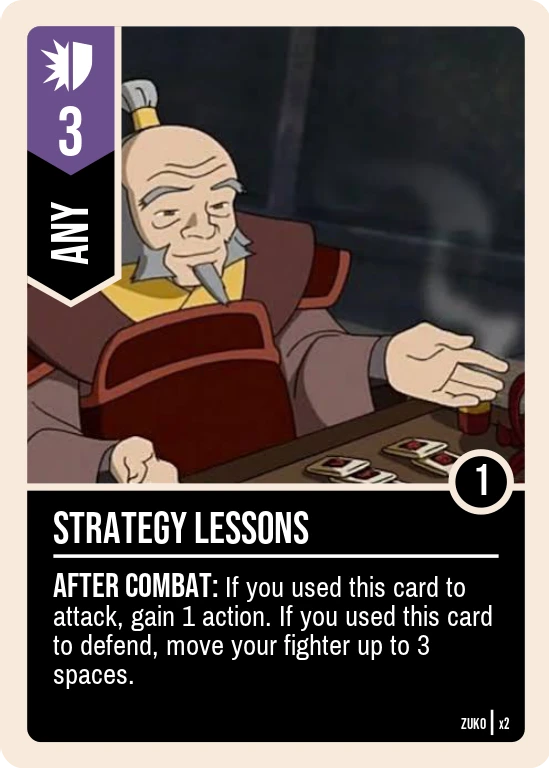 3
ANY
1
STRATEGY LESSONS
AFTER COMBAT: If you used this card to
attack, gain 1 action. If you used this card
to defend, move your fighter up to 3
spaces.
ZUKO | x2